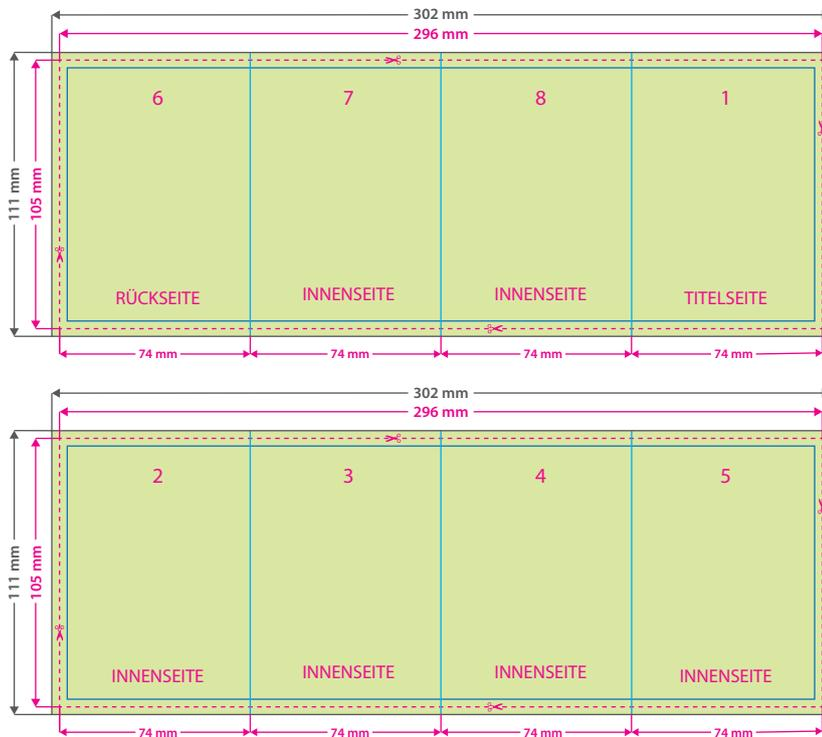 302 mm
296 mm
111 mm
105 mm
6 7 8 1
RÜCKSEITE INNENSEITE INNENSEITE TITELSEITE
74 mm 74 mm 74 mm 74 mm
302 mm
296 mm
111 mm
105 mm
2 3 4 5
INNENSEITE INNENSEITE INNENSEITE INNENSEITE
74 mm 74 mm 74 mm 74 mm